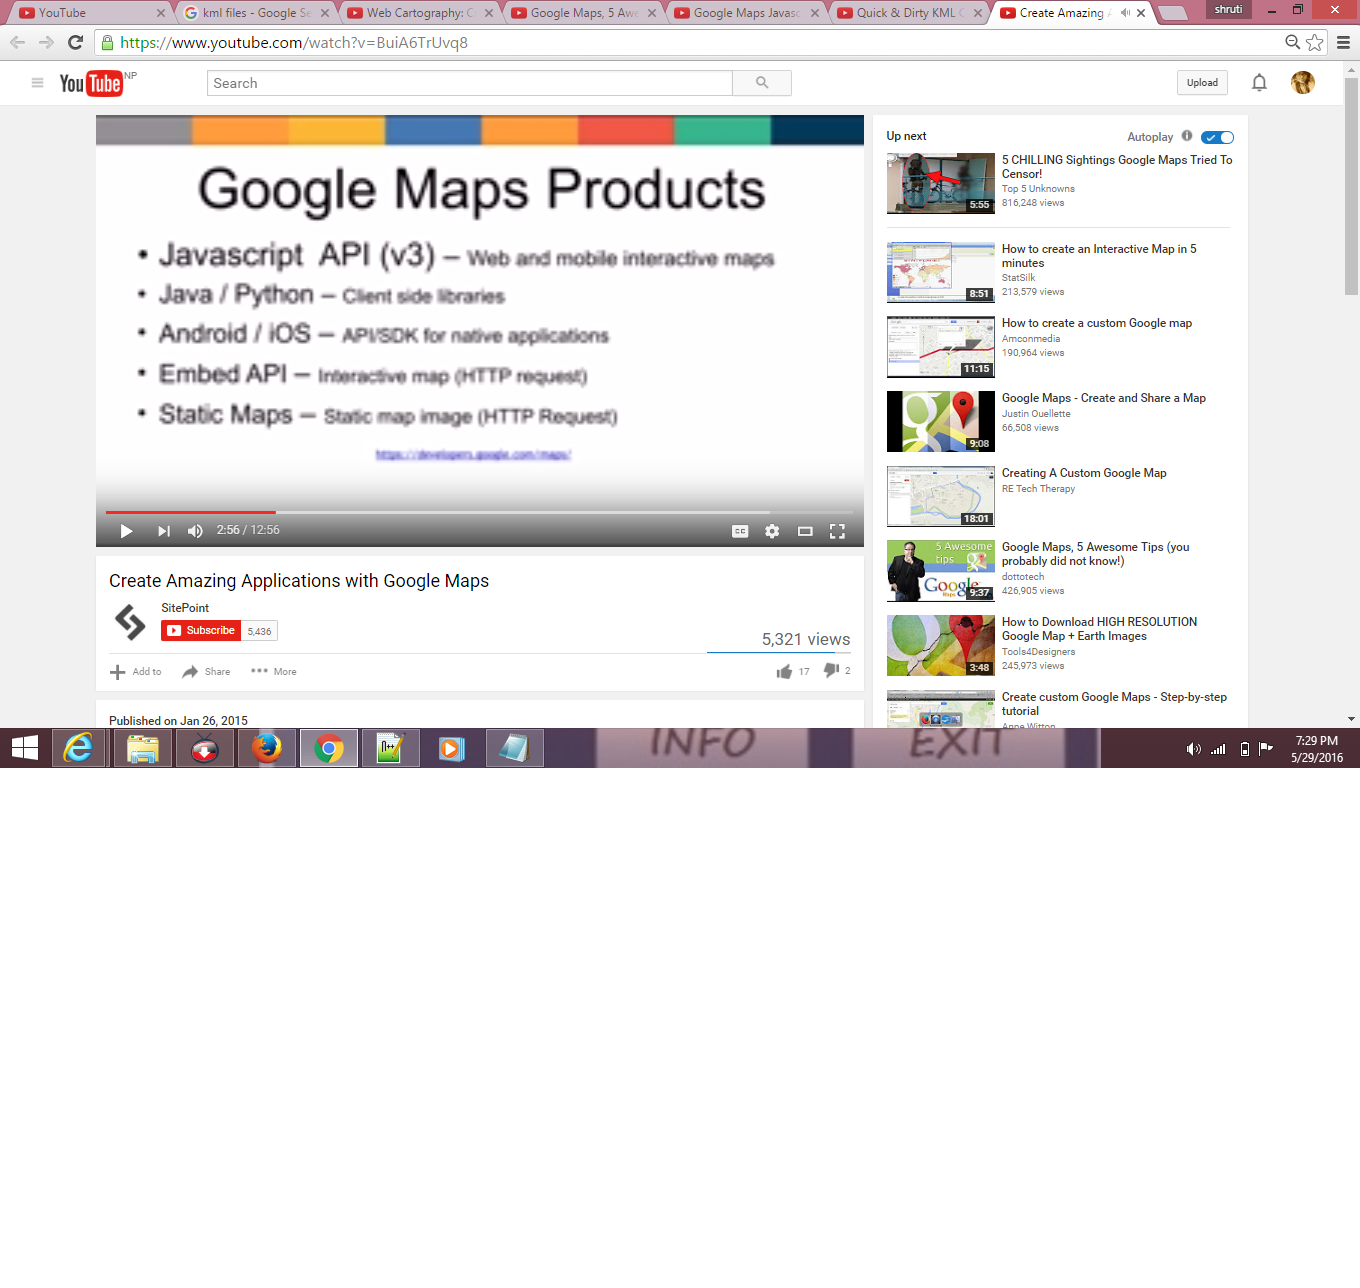 YouTube
kml files - Google Se
Web Cartography: C
Google Maps, 5 Awe
Google Maps Javasc
Quick & Dirty KML
Create Amazing
shruti
https://www.youtube.com/watch?v=BuiA6TrUvq8
YouTube NP
Search
Upload
Google Maps Products
• Javascript API (v3) – Web and mobile interactive maps
• Java / Python – Client side libraries
• Android / iOS – API/SDK for native applications
• Embed API – Interactive map (HTTP request)
• Static Maps – Static map image (HTTP Request)
https://developers.google.com/maps/
2:56 / 12:56
CC
Create Amazing Applications with Google Maps
SitePoint
Subscribe 5,436
5,321 views
Add to
Share
More
17
2
Published on Jan 26, 2015
Up next
Autoplay
5 CHILLING Sightings Google Maps Tried To
Censor!
Top 5 Unknowns
816,248 views
5:55
How to create an Interactive Map in 5
minutes
StatSilk
213,579 views
8:51
How to create a custom Google map
Amconmedia
190,964 views
11:15
Google Maps - Create and Share a Map
Justin Ouellette
66,508 views
9:08
Creating A Custom Google Map
RE Tech Therapy
18:01
5 Awesome
tips
Google
Maps
9:37
Google Maps, 5 Awesome Tips (you
probably did not know!)
dottotech
426,905 views
How to Download HIGH RESOLUTION
Google Map + Earth Images
Tools4Designers
245,973 views
3:48
Create custom Google Maps - Step-by-step
tutorial
Anne Witton
INFO
EXIT
7:29 PM
5/29/2016